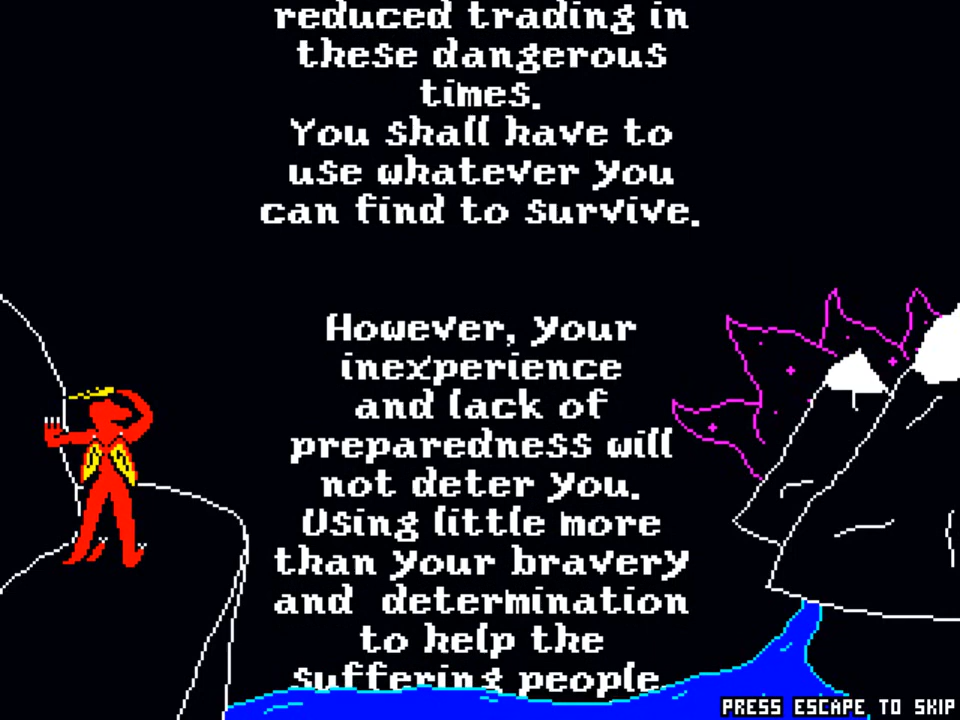 reduced trading in
these dangerous
times.
You shall have to
use whatever you
can find to survive.
However, your
inexperience
and lack of
preparedness will
not deter you.
Using little more
than your bravery
and determination
to help the
suffering people
PRESS ESCAPE TO SKIP